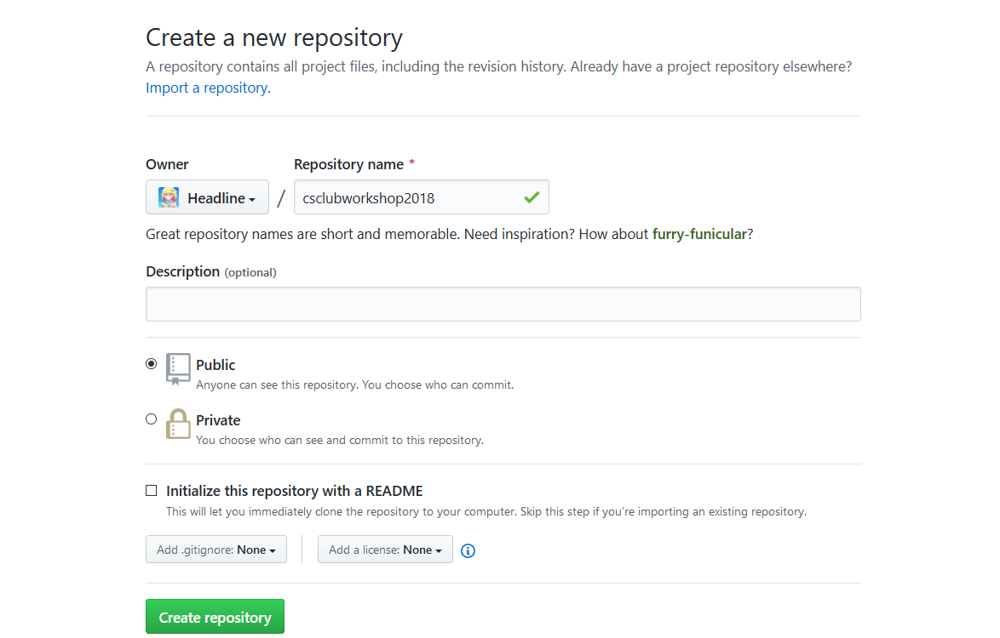 Create a new repository
A repository contains all project files, including the revision history. Already have a project repository elsewhere?
Import a repository.
Owner
Repository name *
Headline
/
csclubworkshop2018
Great repository names are short and memorable. Need inspiration? How about furry-funicular?
Description (optional)
Public
Anyone can see this repository. You choose who can commit.
Private
You choose who can see and commit to this repository.
Initialize this repository with a README
This will let you immediately clone the repository to your computer. Skip this step if you’re importing an existing repository.
Add .gitignore: None
Add a license: None
Create repository